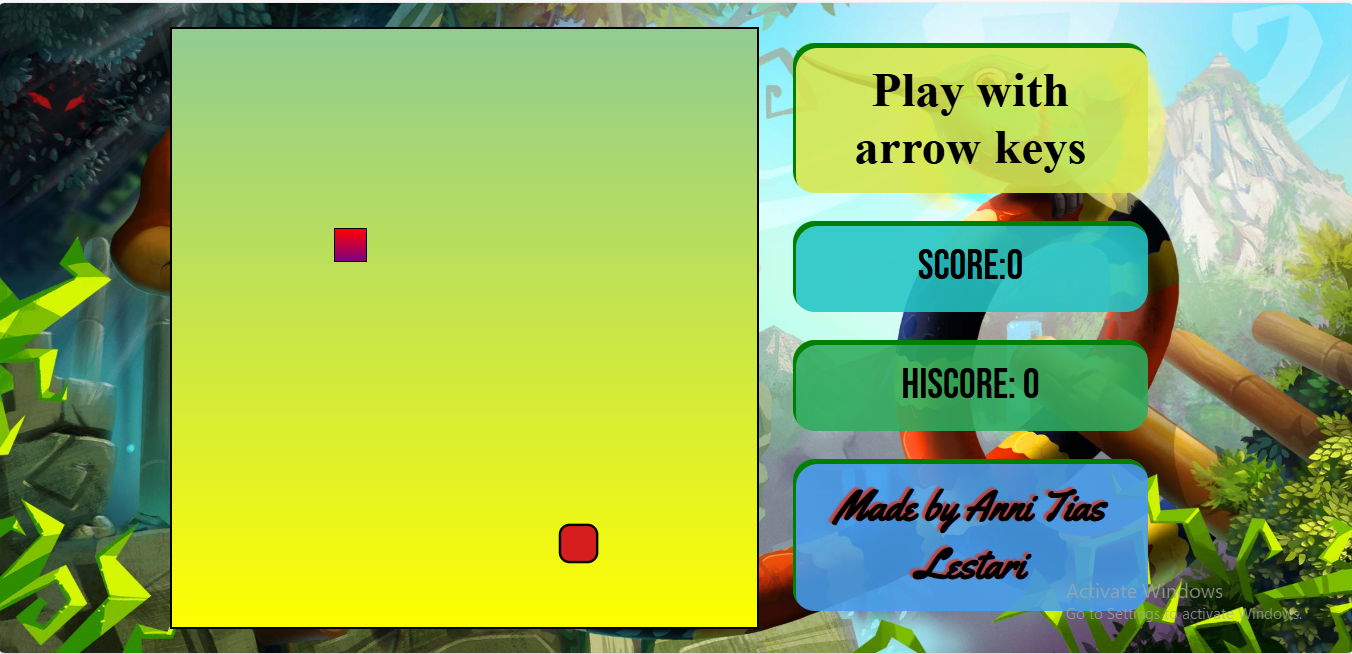 Play with
arrow keys
SCORE:0
HISCORE: 0
Made by Anni Tias
Lestari
Activate Windows
Go to Settings to activate Windows.